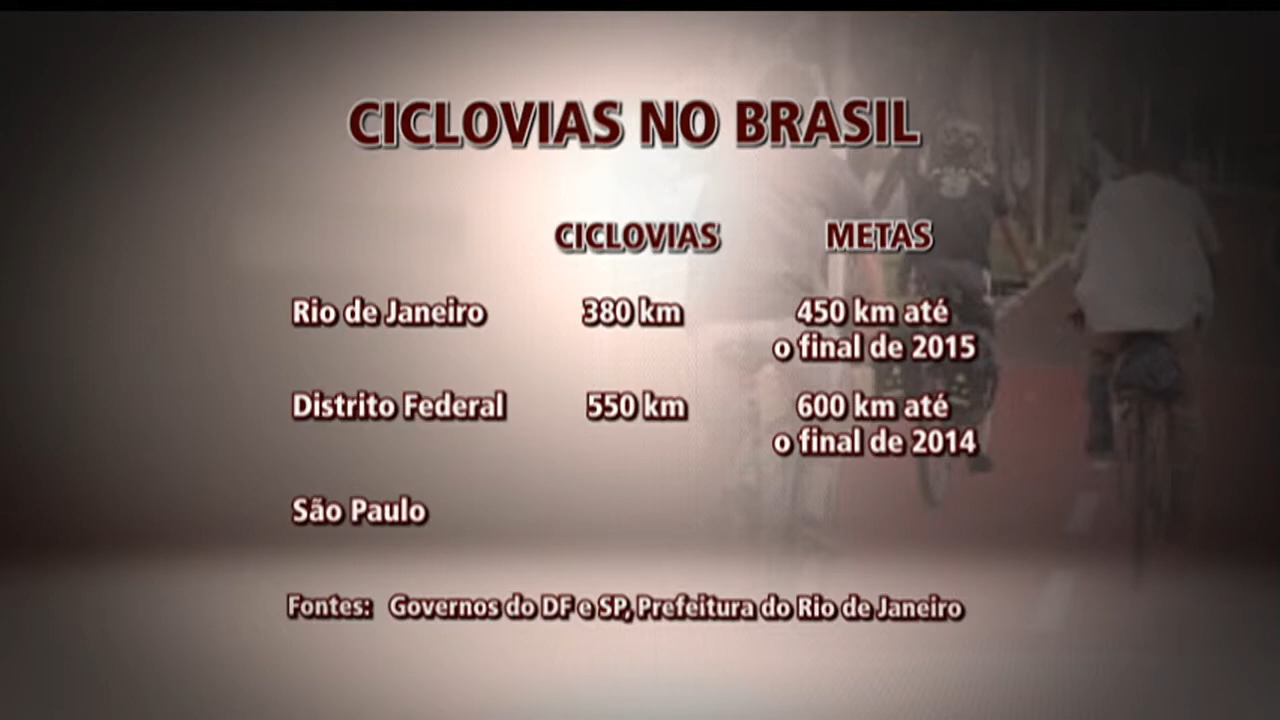 CICLOVIAS NO BRASIL
CICLOVIAS METAS
Rio de Janeiro 380 km 450 km até
o final de 2015
Distrito Federal 550 km 600 km até
o final de 2014
São Paulo
Fontes: Governos do DF e SP, Prefeitura do Rio de Janeiro